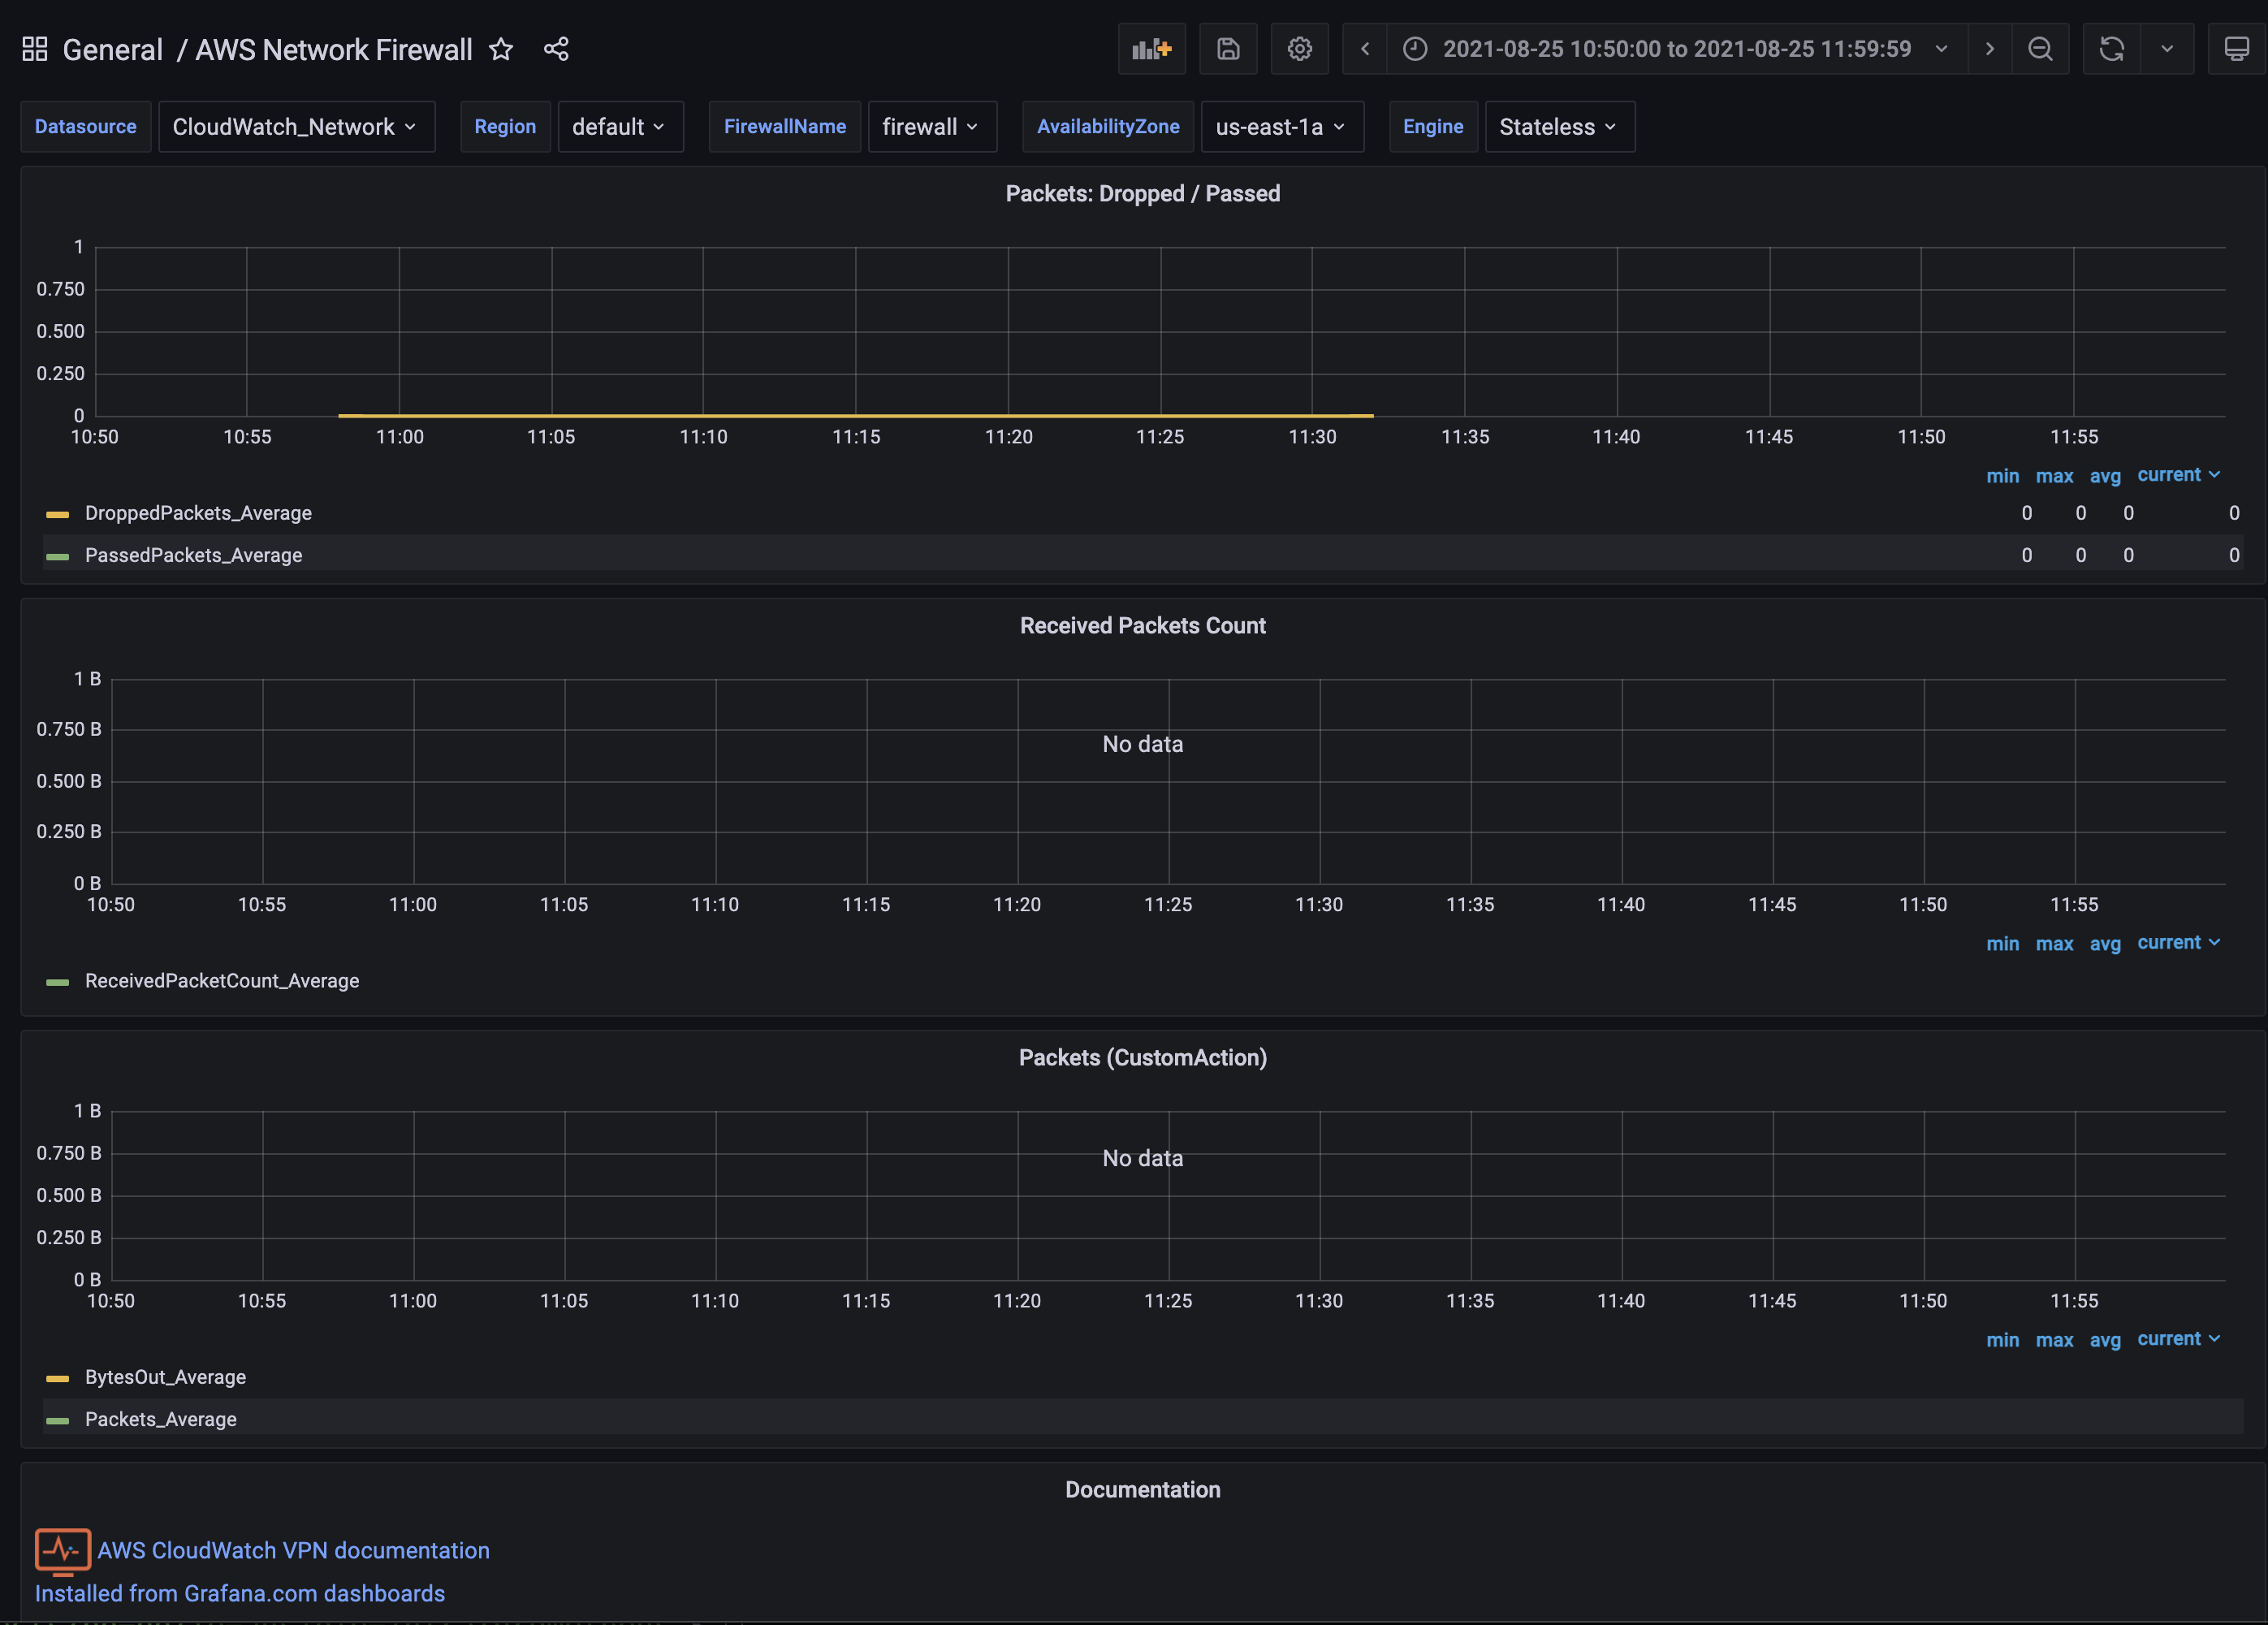 General / AWS Network Firewall
2021-08-25 10:50:00 to 2021-08-25 11:59:59
Datasource CloudWatch_Network Region default FirewallName firewall AvailabilityZone us-east-1a Engine Stateless
Packets: Dropped / Passed
1
0.750
0.500
0.250
0
10:50 10:55 11:00 11:05 11:10 11:15 11:20 11:25 11:30 11:35 11:40 11:45 11:50 11:55
min max avg current
DroppedPackets_Average 0 0 0 0
PassedPackets_Average 0 0 0 0
Received Packets Count
1 B
0.750 B
No data
0.500 B
0.250 B
0 B
10:50 10:55 11:00 11:05 11:10 11:15 11:20 11:25 11:30 11:35 11:40 11:45 11:50 11:55
min max avg current
ReceivedPacketCount_Average
Packets (CustomAction)
1 B
0.750 B
No data
0.500 B
0.250 B
0 B
10:50 10:55 11:00 11:05 11:10 11:15 11:20 11:25 11:30 11:35 11:40 11:45 11:50 11:55
min max avg current
BytesOut_Average
Packets_Average
Documentation
AWS CloudWatch VPN documentation
Installed from Grafana.com dashboards